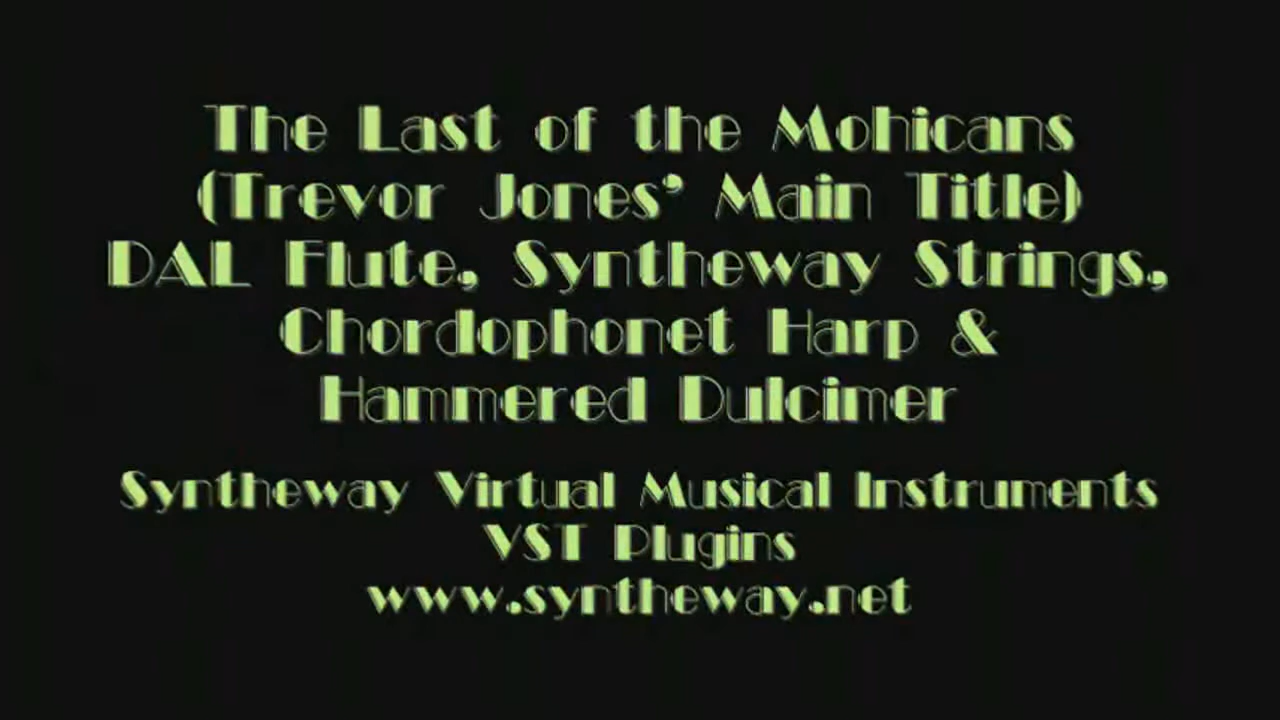 The Last of the Mohicans
(Trevor Jones' Main Title)
DAL Flute, Syntheway Strings,
Chordophonet Harp &
Hammered Dulcimer
Syntheway Virtual Musical Instruments
VST Plugins
www.syntheway.net